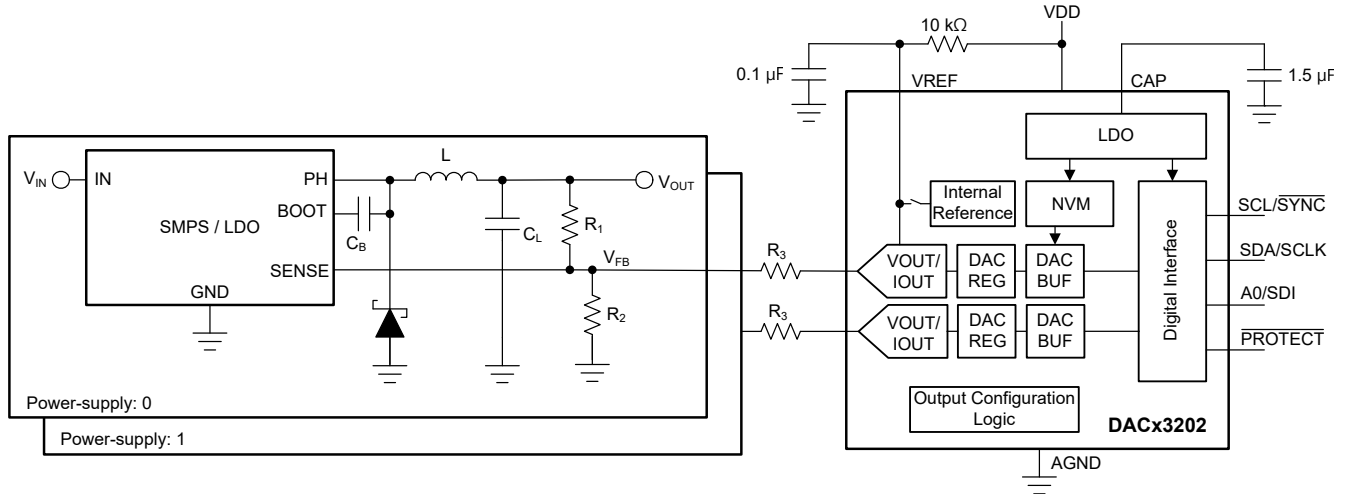 VDD
10 kΩ
0.1 µF
VREF
CAP
1.5 µF
LDO
Internal
Reference
NVM
Digital Interface
SCL/SYNC
SDA/SCLK
A0/SDI
PROTECT
VOUT/
IOUT
DAC
REG
DAC
BUF
VOUT/
IOUT
DAC
REG
DAC
BUF
Output Configuration
Logic
DACx3202
AGND
R3
R3
VIN
IN
PH
BOOT
SMPS / LDO
SENSE
GND
L
CB
CL
R1
VFB
R2
VOUT
Power-supply: 0
Power-supply: 1